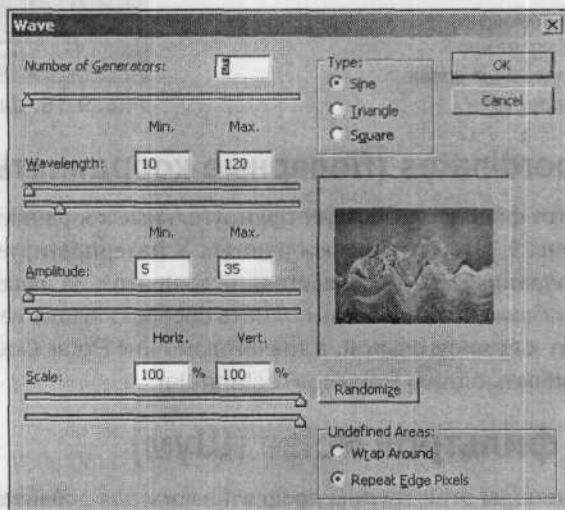 Wave
Number of Generators:
Type:
Sine
Triangle
Square
OK
Cancel
Min. Max.
Wavelength: 10 120
Min. Max.
Amplitude: 5 35
Horiz. Vert.
Scale: 100 % 100 %
Randomize
Undefined Areas:
Wrap Around
Repeat Edge Pixels